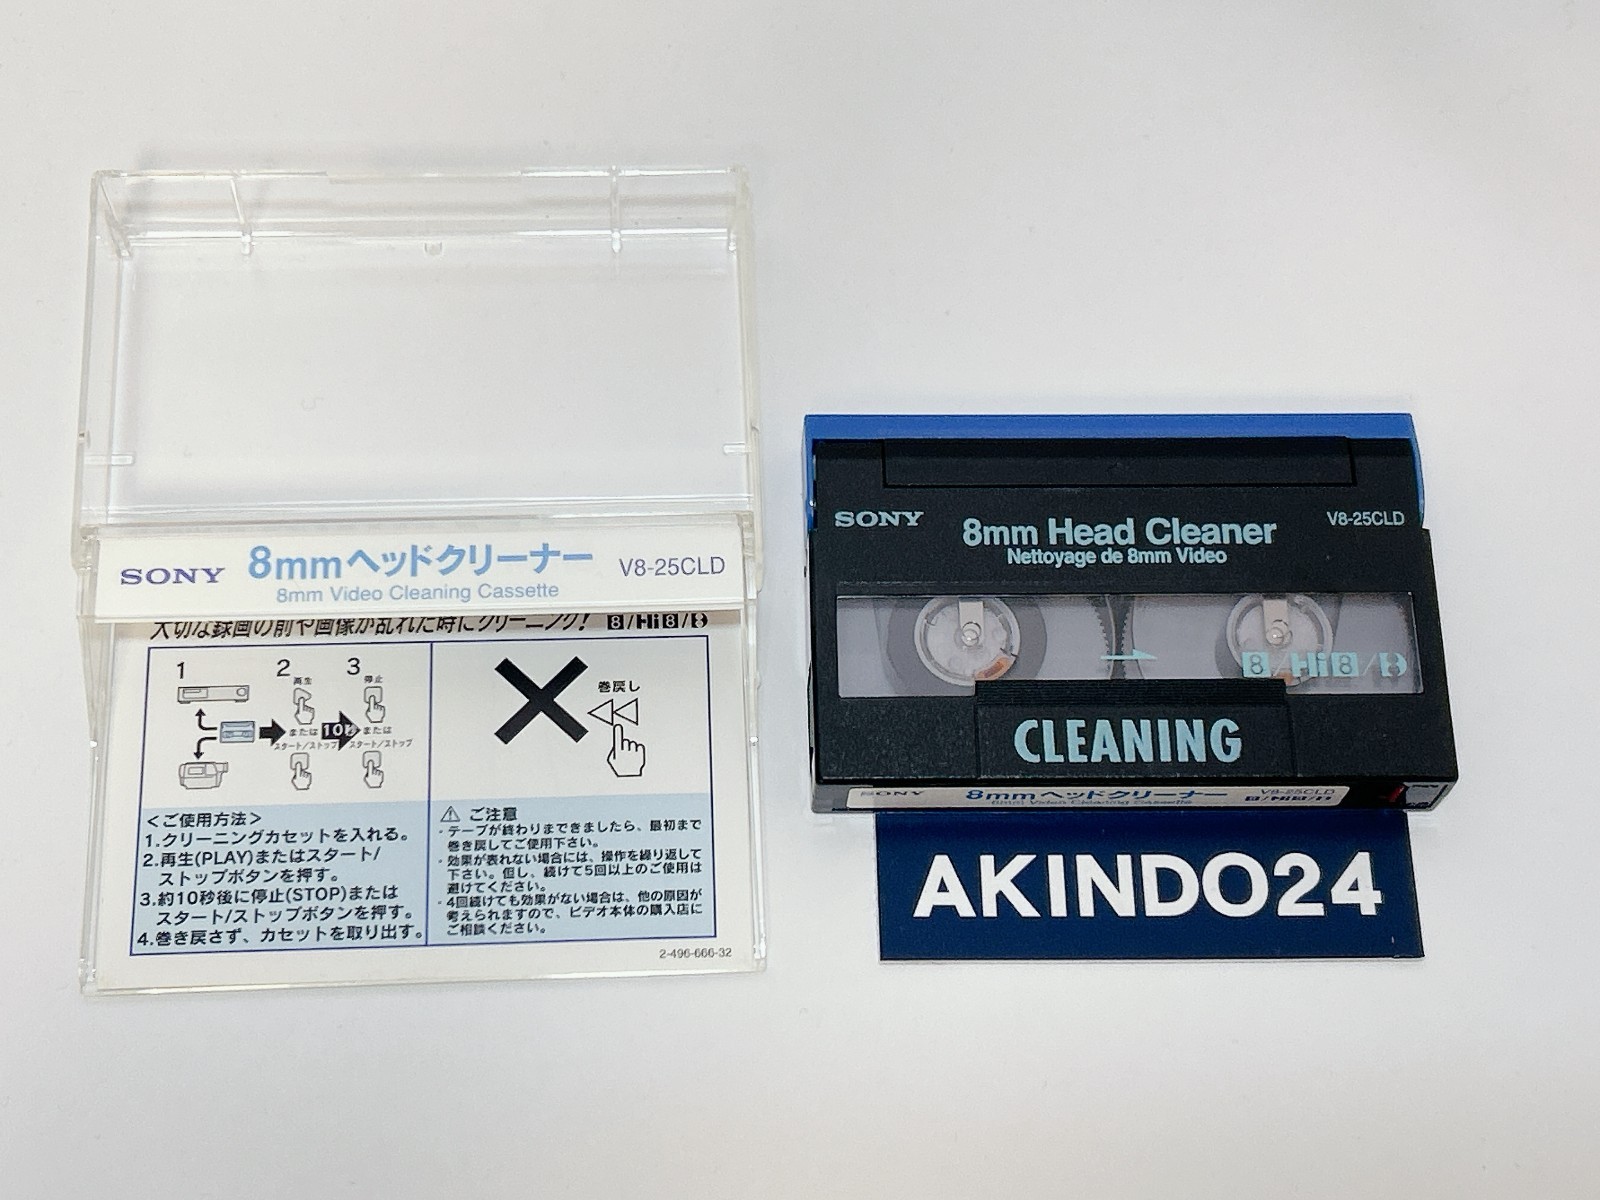 SONY 8mmヘッドクリーナー V8-25CLD
8mm Video Cleaning Cassette
大切な録画の前や画像が乱れた時にクリーニング! 8/Hi8/
1 2 3
再生 停止
または 10秒 または
スタート/ストップ スタート/ストップ
巻戻し
<ご使用方法>
1.クリーニングカセットを入れる。
2.再生(PLAY)またはスタート/
ストップボタンを押す。
3.約10秒後に停止(STOP)または
スタート/ストップボタンを押す。
4.巻き戻さず、カセットを取り出す。
ご注意
・テープが終わりまできましたら、最初まで
巻き戻してご使用下さい。
・効果が表れない場合には、操作を繰り返して
下さい。但し、続けて5回以上のご使用は
避けてください。
・4回続けても効果がない場合は、他の原因が
考えられますので、ビデオ本体の購入店に
ご相談ください。
2-496-666-32
SONY 8mm Head Cleaner V8-25CLD
Nettoyage de 8mm Video
8/Hi8/
CLEANING
SONY 8mmヘッドクリーナー V8-25CLD
8mm Video Cleaning Cassette 8/Hi8/
AKINDO24